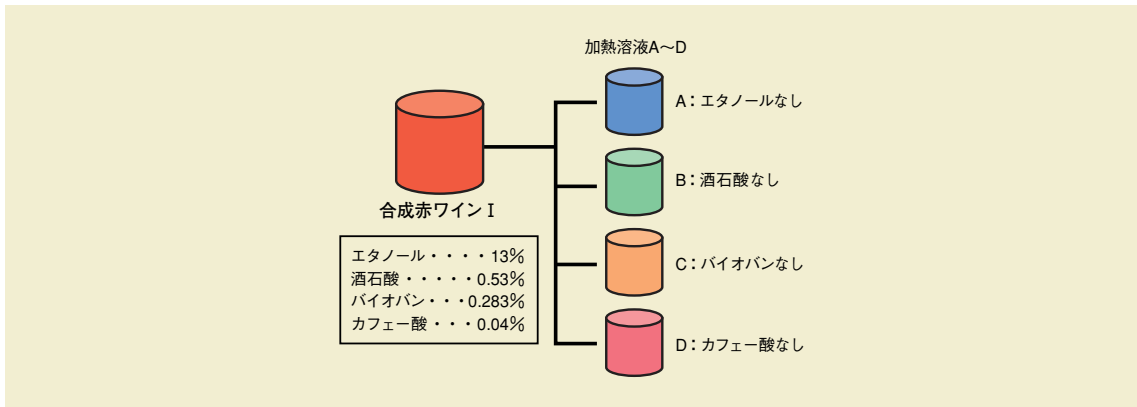 加熱溶液A～D
A：エタノールなし
B：酒石酸なし
合成赤ワインⅠ
エタノール・・・・13％
酒石酸・・・・・0.53％
バイオバン・・・0.283％
カフェー酸・・・0.04％
C：バイオバンなし
D：カフェー酸なし